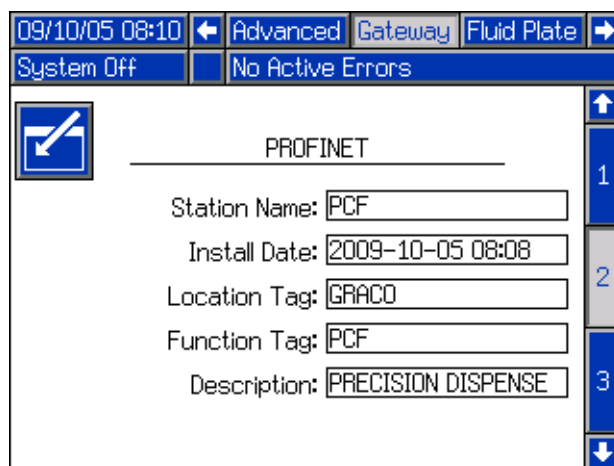 09/10/05 08:10 Advanced Gateway Fluid Plate
System Off No Active Errors
PROFINET
1
Station Name: PCF
Install Date: 2009-10-05 08:08
2
Location Tag: GRACO
Function Tag: PCF
Description: PRECISION DISPENSE
3